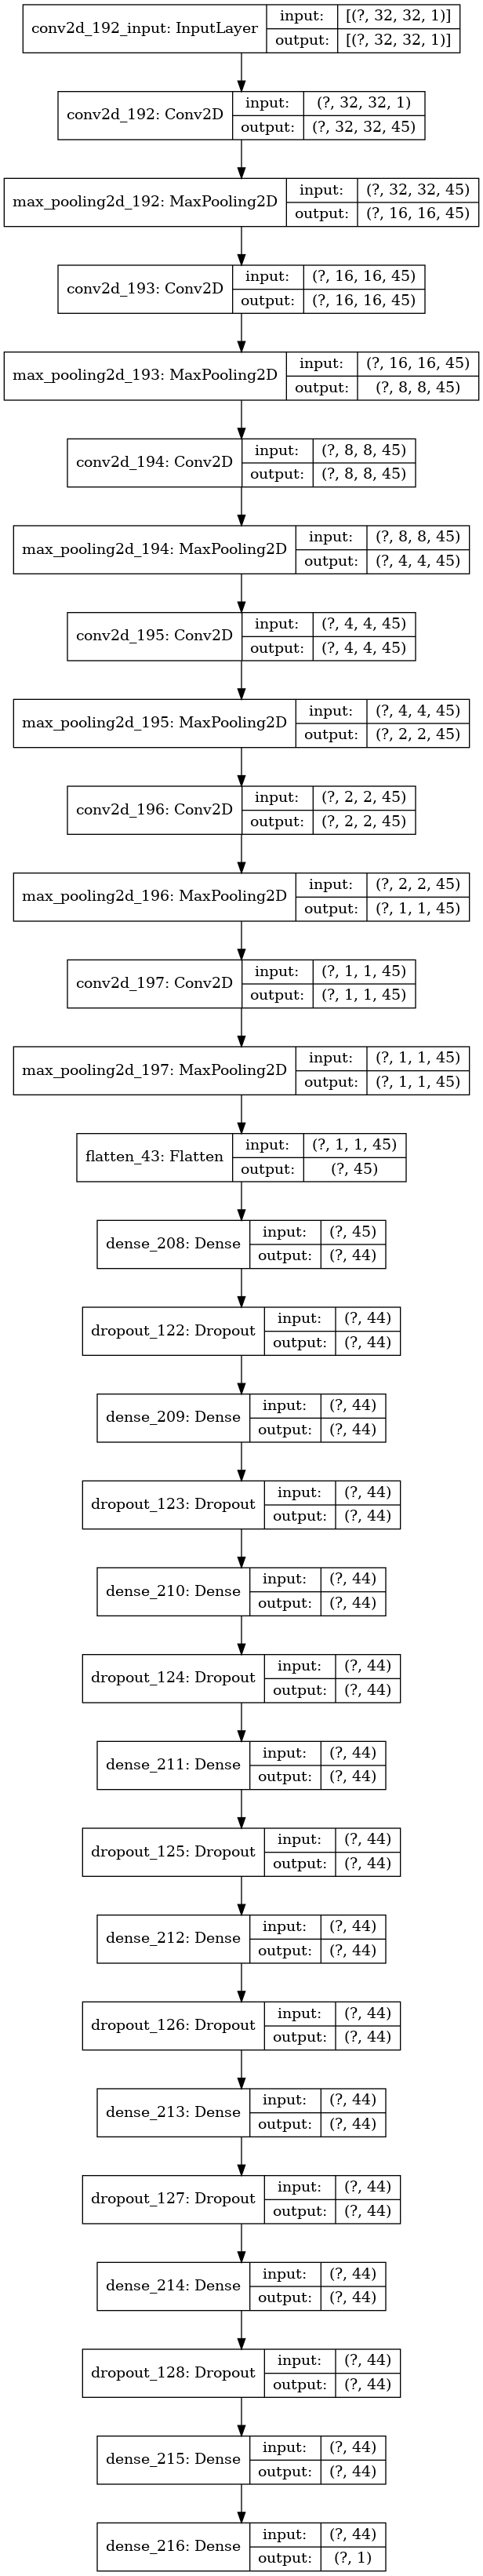 conv2d_192_input: InputLayer input: [(?, 32, 32, 1)]
output: [(?, 32, 32, 1)]
conv2d_192: Conv2D input: (?, 32, 32, 1)
output: (?, 32, 32, 45)
max_pooling2d_192: MaxPooling2D input: (?, 32, 32, 45)
output: (?, 16, 16, 45)
conv2d_193: Conv2D input: (?, 16, 16, 45)
output: (?, 16, 16, 45)
max_pooling2d_193: MaxPooling2D input: (?, 16, 16, 45)
output: (?, 8, 8, 45)
conv2d_194: Conv2D input: (?, 8, 8, 45)
output: (?, 8, 8, 45)
max_pooling2d_194: MaxPooling2D input: (?, 8, 8, 45)
output: (?, 4, 4, 45)
conv2d_195: Conv2D input: (?, 4, 4, 45)
output: (?, 4, 4, 45)
max_pooling2d_195: MaxPooling2D input: (?, 4, 4, 45)
output: (?, 2, 2, 45)
conv2d_196: Conv2D input: (?, 2, 2, 45)
output: (?, 2, 2, 45)
max_pooling2d_196: MaxPooling2D input: (?, 2, 2, 45)
output: (?, 1, 1, 45)
conv2d_197: Conv2D input: (?, 1, 1, 45)
output: (?, 1, 1, 45)
max_pooling2d_197: MaxPooling2D input: (?, 1, 1, 45)
output: (?, 1, 1, 45)
flatten_43: Flatten input: (?, 1, 1, 45)
output: (?, 45)
dense_208: Dense input: (?, 45)
output: (?, 44)
dropout_122: Dropout input: (?, 44)
output: (?, 44)
dense_209: Dense input: (?, 44)
output: (?, 44)
dropout_123: Dropout input: (?, 44)
output: (?, 44)
dense_210: Dense input: (?, 44)
output: (?, 44)
dropout_124: Dropout input: (?, 44)
output: (?, 44)
dense_211: Dense input: (?, 44)
output: (?, 44)
dropout_125: Dropout input: (?, 44)
output: (?, 44)
dense_212: Dense input: (?, 44)
output: (?, 44)
dropout_126: Dropout input: (?, 44)
output: (?, 44)
dense_213: Dense input: (?, 44)
output: (?, 44)
dropout_127: Dropout input: (?, 44)
output: (?, 44)
dense_214: Dense input: (?, 44)
output: (?, 44)
dropout_128: Dropout input: (?, 44)
output: (?, 44)
dense_215: Dense input: (?, 44)
output: (?, 44)
dense_216: Dense input: (?, 44)
output: (?, 1)